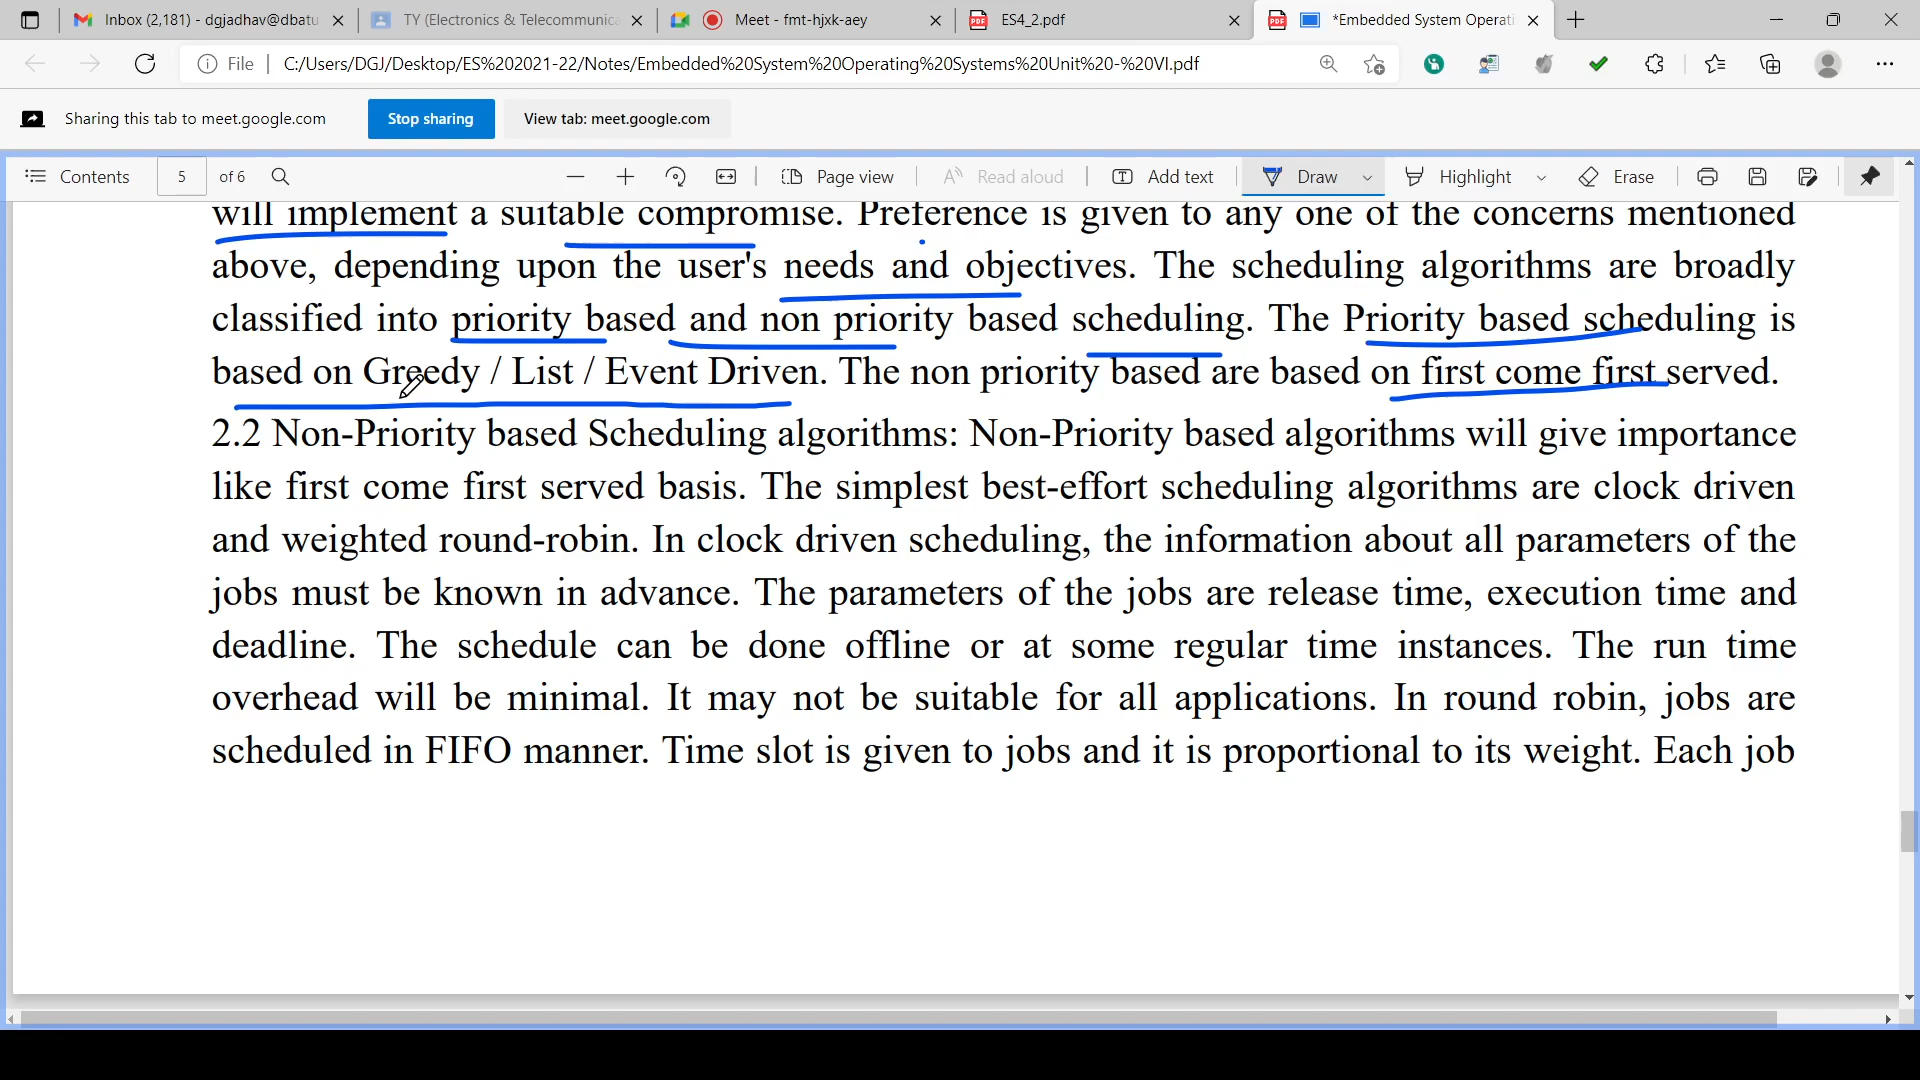 Inbox (2,181) - dgjadhav@dbatu
TY (Electronics & Telecommunica
Meet - fmt-hjxk-aey
ES4_2.pdf
*Embedded System Operati
File
C:/Users/DGJ/Desktop/ES%202021-22/Notes/Embedded%20System%20Operating%20Systems%20Unit%20-%20VI.pdf
Sharing this tab to meet.google.com
Stop sharing
View tab: meet.google.com
Contents
5
of 6
Page view
Read aloud
Add text
Draw
Highlight
Erase
will implement a suitable compromise. Preference is given to any one of the concerns mentioned
above, depending upon the user's needs and objectives. The scheduling algorithms are broadly
classified into priority based and non priority based scheduling. The Priority based scheduling is
based on Greedy / List / Event Driven. The non priority based are based on first come first served.
2.2 Non-Priority based Scheduling algorithms: Non-Priority based algorithms will give importance
like first come first served basis. The simplest best-effort scheduling algorithms are clock driven
and weighted round-robin. In clock driven scheduling, the information about all parameters of the
jobs must be known in advance. The parameters of the jobs are release time, execution time and
deadline. The schedule can be done offline or at some regular time instances. The run time
overhead will be minimal. It may not be suitable for all applications. In round robin, jobs are
scheduled in FIFO manner. Time slot is given to jobs and it is proportional to its weight. Each job